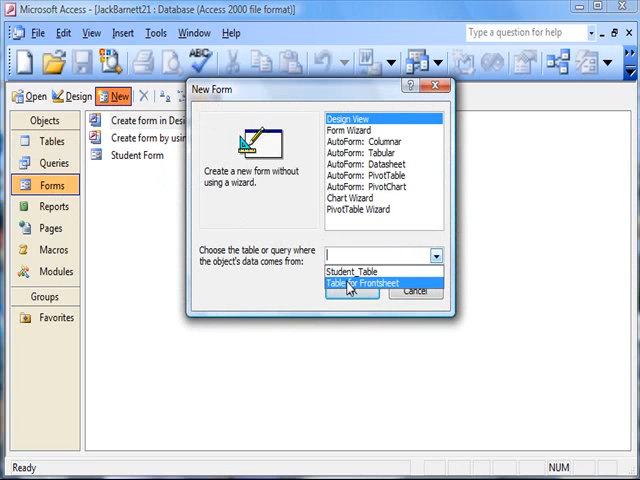 Microsoft Access - [JackBarnett21 : Database (Access 2000 file format)]
File Edit View Insert Tools Window Help
Type a question for help
Open Design New
Objects
Tables
Queries
Forms
Reports
Pages
Macros
Modules
Groups
Favorites
Create form in Desi
Create form by using
Student Form
New Form
Create a new form without
using a wizard.
Design View
Form Wizard
AutoForm: Columnar
AutoForm: Tabular
AutoForm: Datasheet
AutoForm: PivotTable
AutoForm: PivotChart
Chart Wizard
PivotTable Wizard
Choose the table or query where
the object's data comes from:
Student_Table
Table for Frontsheet
Cancel
Ready
NUM